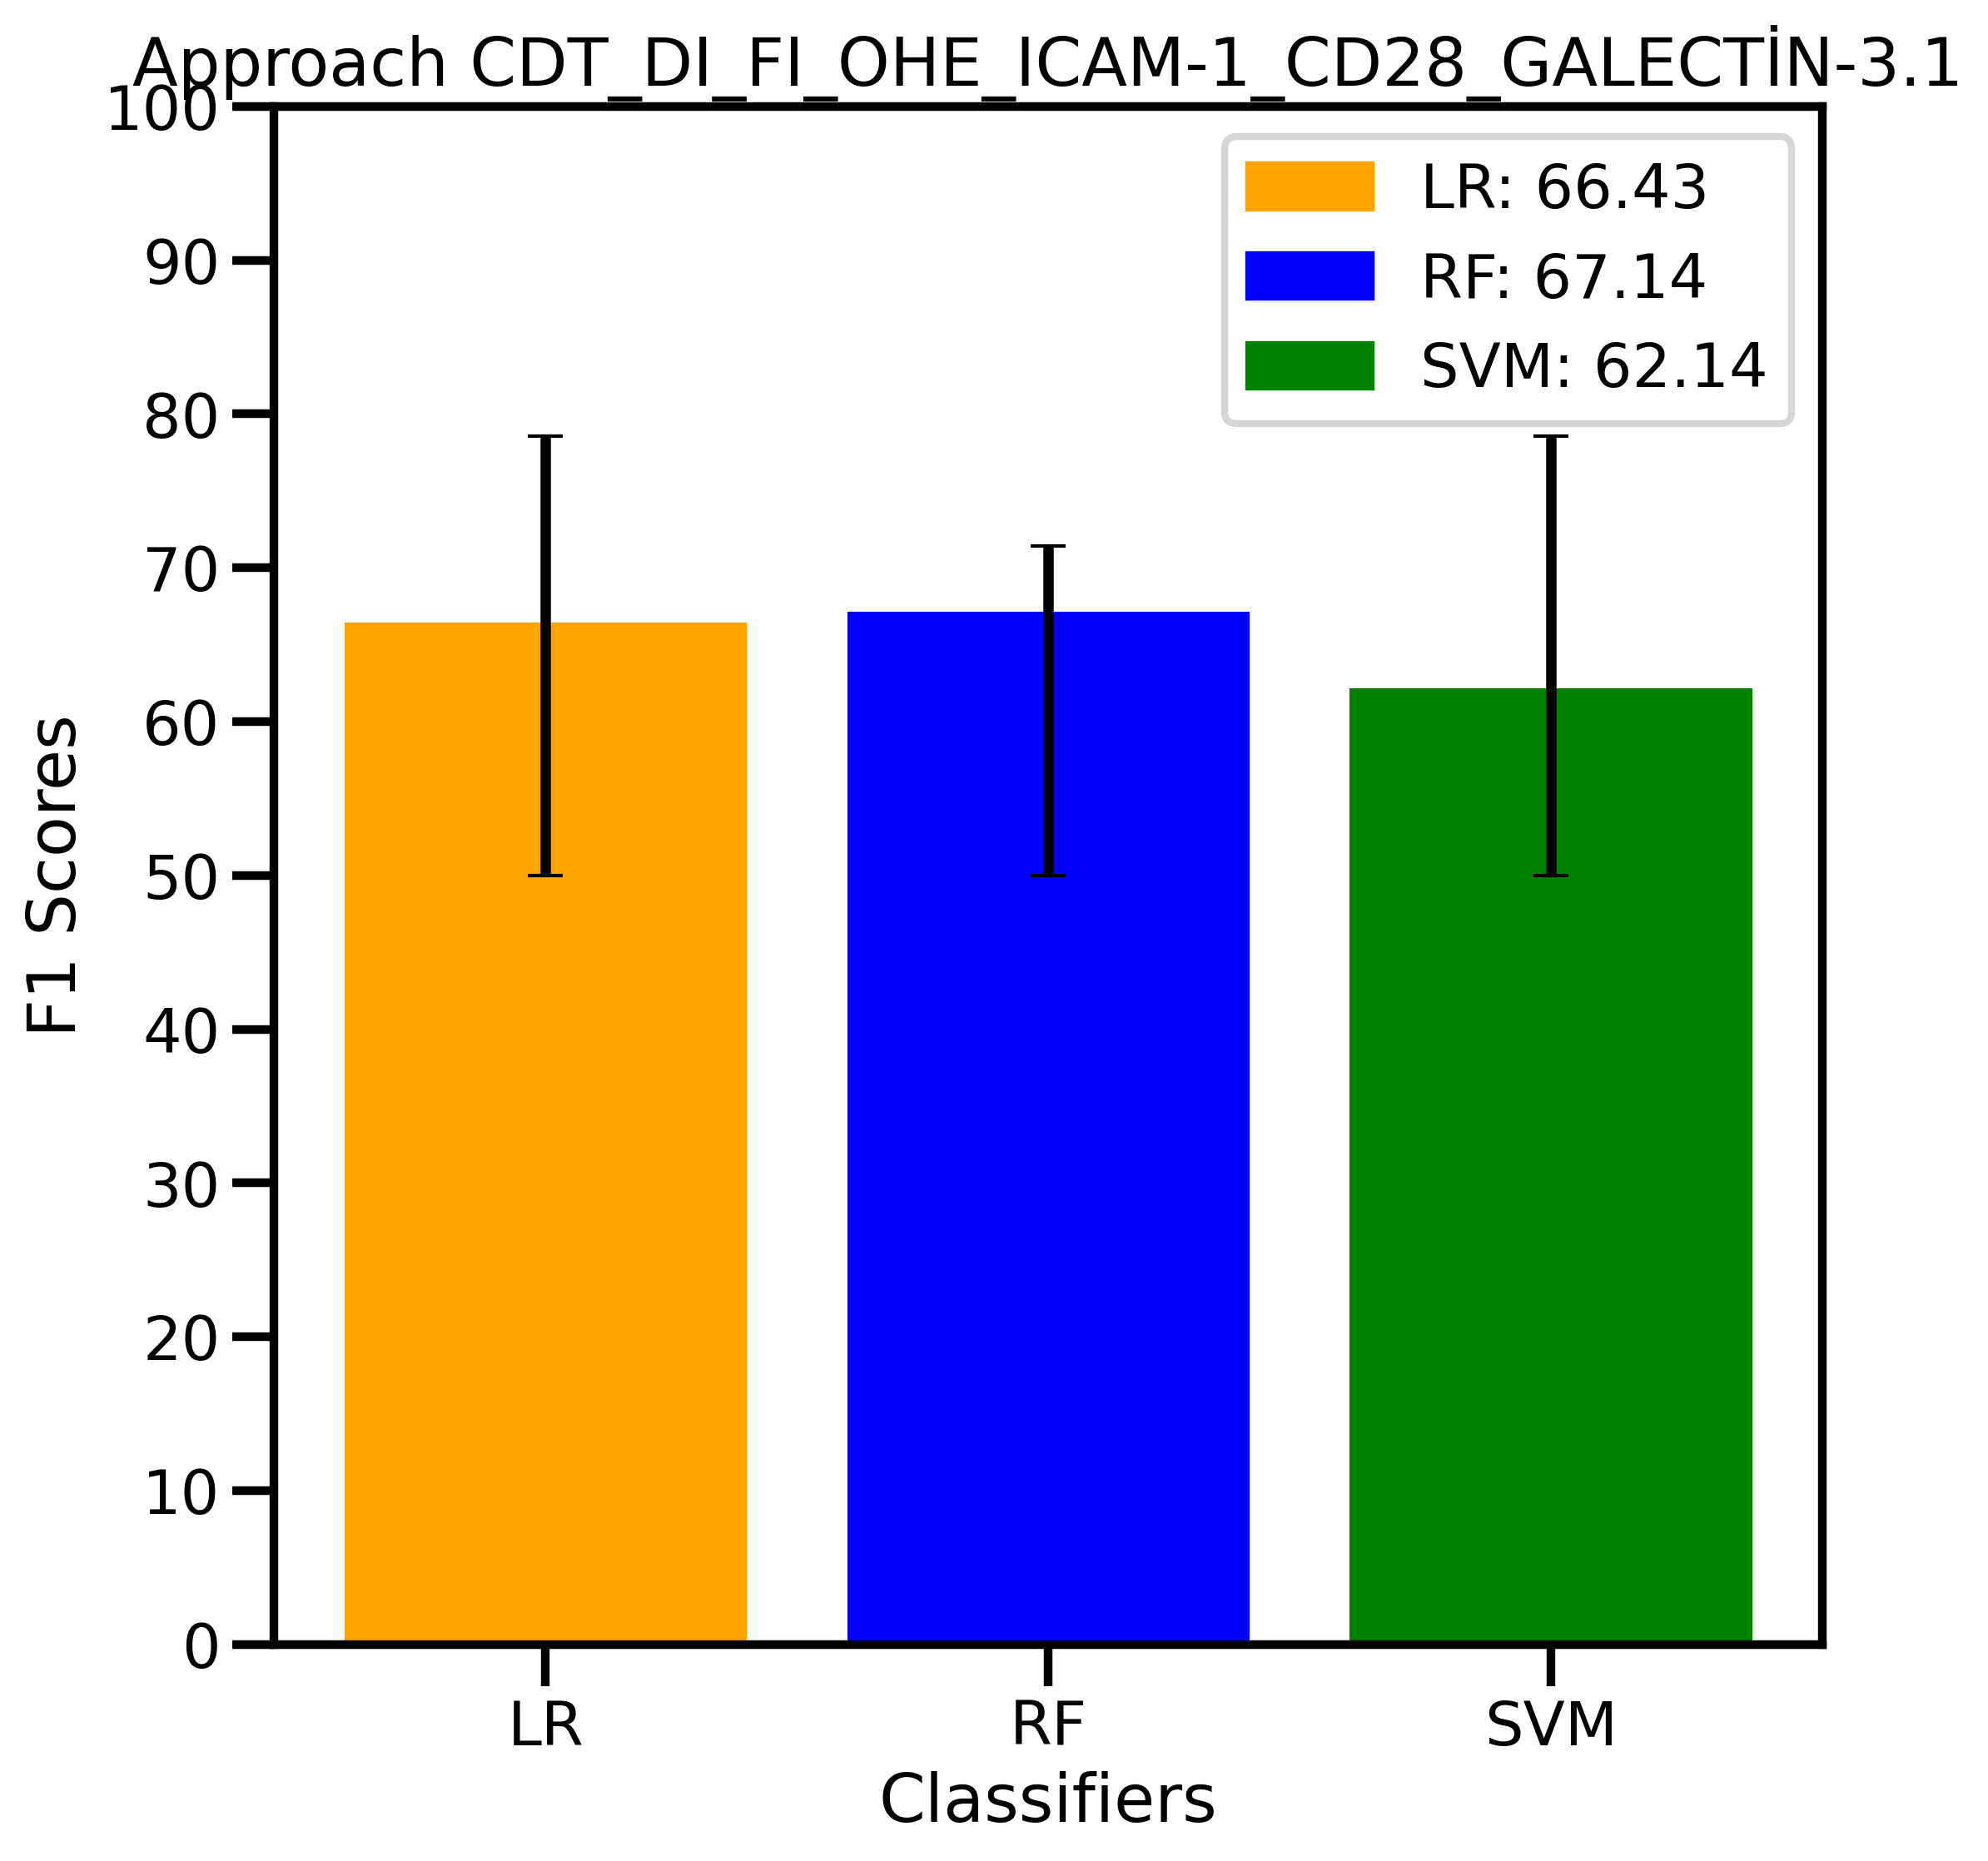 Approach CDT_DI_FI_OHE_ICAM-1_CD28_GALECTİN-3.1
100
90
80
70
60
50
40
30
20
10
0
F1 Scores
LR: 66.43
RF: 67.14
SVM: 62.14
LR
RF
SVM
Classifiers